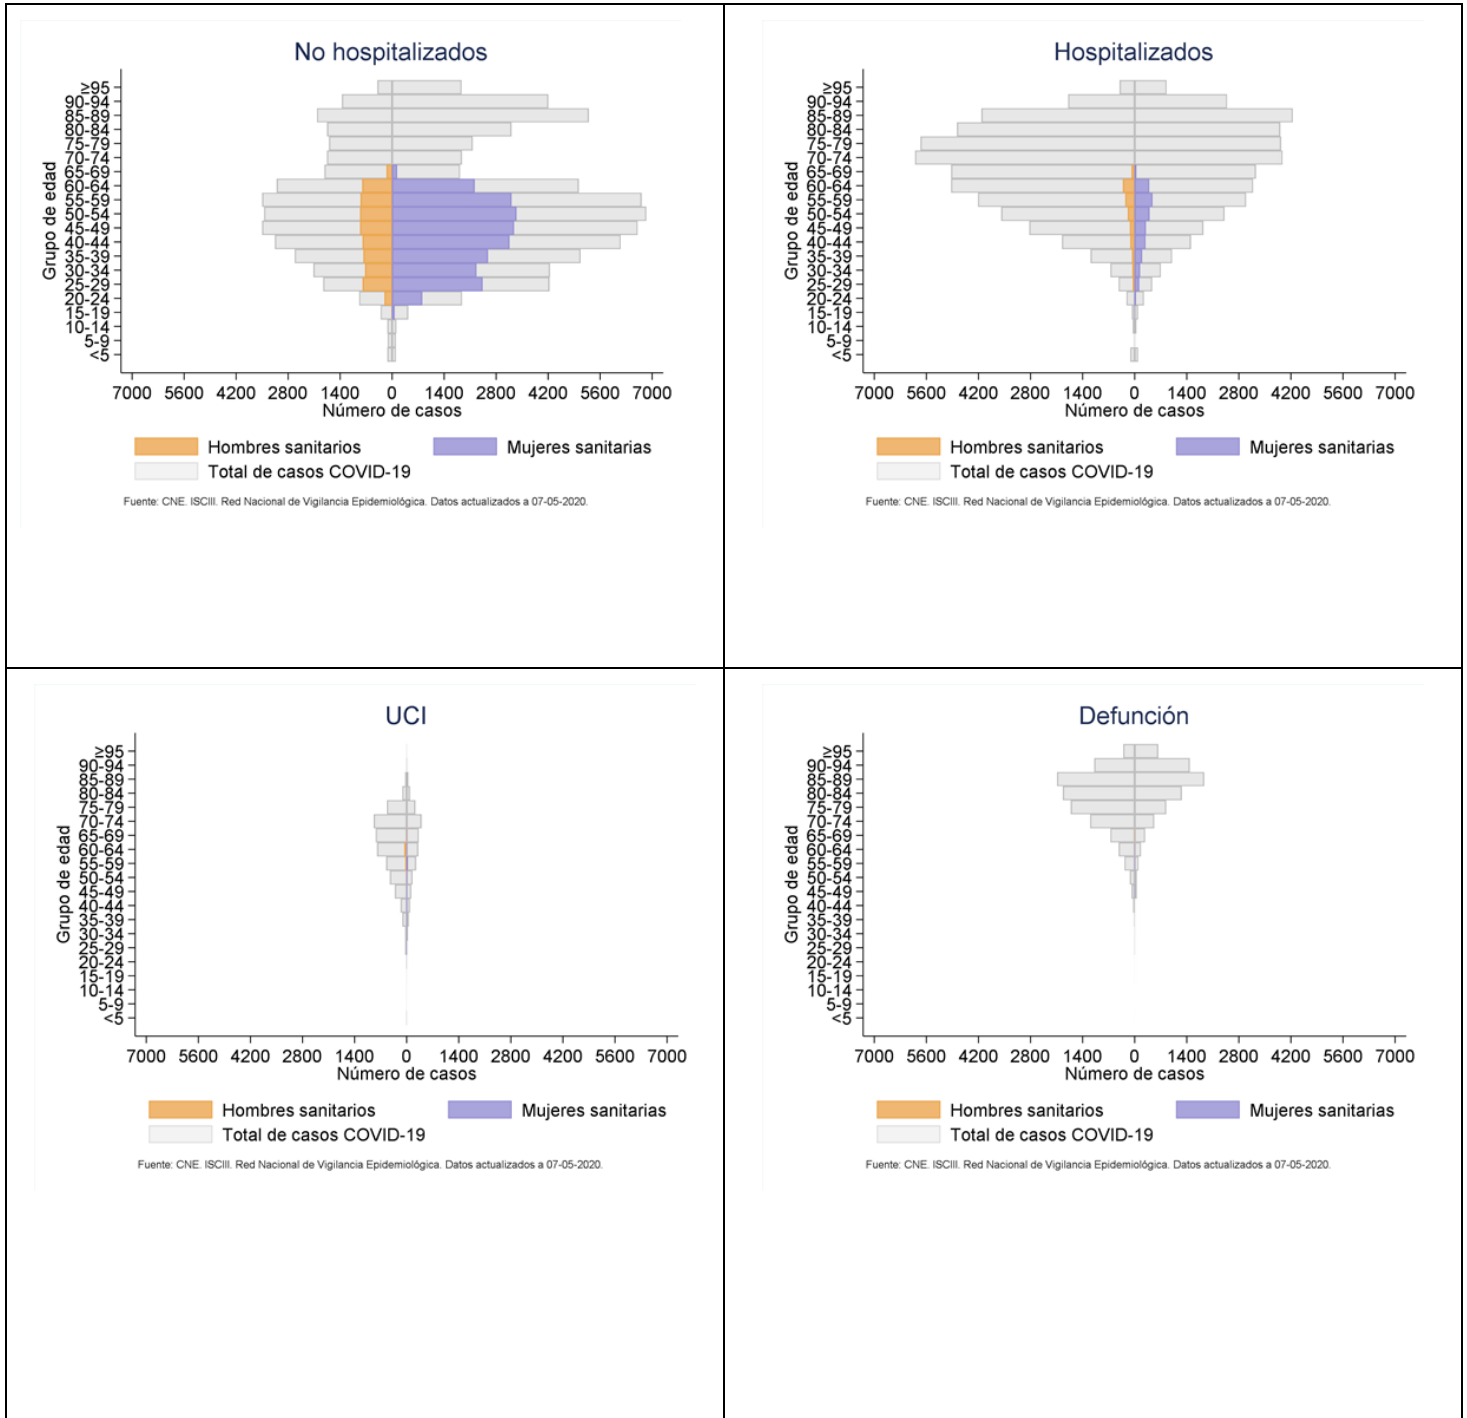 No hospitalizados
Grupo de edad
≥95
90-94
85-89
80-84
75-79
70-74
65-69
60-64
55-59
50-54
45-49
40-44
35-39
30-34
25-29
20-24
15-19
10-14
5-9
<5
7000 5600 4200 2800 1400 0 1400 2800 4200 5600 7000
Número de casos
Hombres sanitarios Mujeres sanitarias
Total de casos COVID-19
Fuente: CNE. ISCIII. Red Nacional de Vigilancia Epidemiológica. Datos actualizados a 07-05-2020.
Hospitalizados
Grupo de edad
≥95
90-94
85-89
80-84
75-79
70-74
65-69
60-64
55-59
50-54
45-49
40-44
35-39
30-34
25-29
20-24
15-19
10-14
5-9
<5
7000 5600 4200 2800 1400 0 1400 2800 4200 5600 7000
Número de casos
Hombres sanitarios Mujeres sanitarias
Total de casos COVID-19
Fuente: CNE. ISCIII. Red Nacional de Vigilancia Epidemiológica. Datos actualizados a 07-05-2020.
UCI
Grupo de edad
≥95
90-94
85-89
80-84
75-79
70-74
65-69
60-64
55-59
50-54
45-49
40-44
35-39
30-34
25-29
20-24
15-19
10-14
5-9
<5
7000 5600 4200 2800 1400 0 1400 2800 4200 5600 7000
Número de casos
Hombres sanitarios Mujeres sanitarias
Total de casos COVID-19
Fuente: CNE. ISCIII. Red Nacional de Vigilancia Epidemiológica. Datos actualizados a 07-05-2020.
Defunción
Grupo de edad
≥95
90-94
85-89
80-84
75-79
70-74
65-69
60-64
55-59
50-54
45-49
40-44
35-39
30-34
25-29
20-24
15-19
10-14
5-9
<5
7000 5600 4200 2800 1400 0 1400 2800 4200 5600 7000
Número de casos
Hombres sanitarios Mujeres sanitarias
Total de casos COVID-19
Fuente: CNE. ISCIII. Red Nacional de Vigilancia Epidemiológica. Datos actualizados a 07-05-2020.